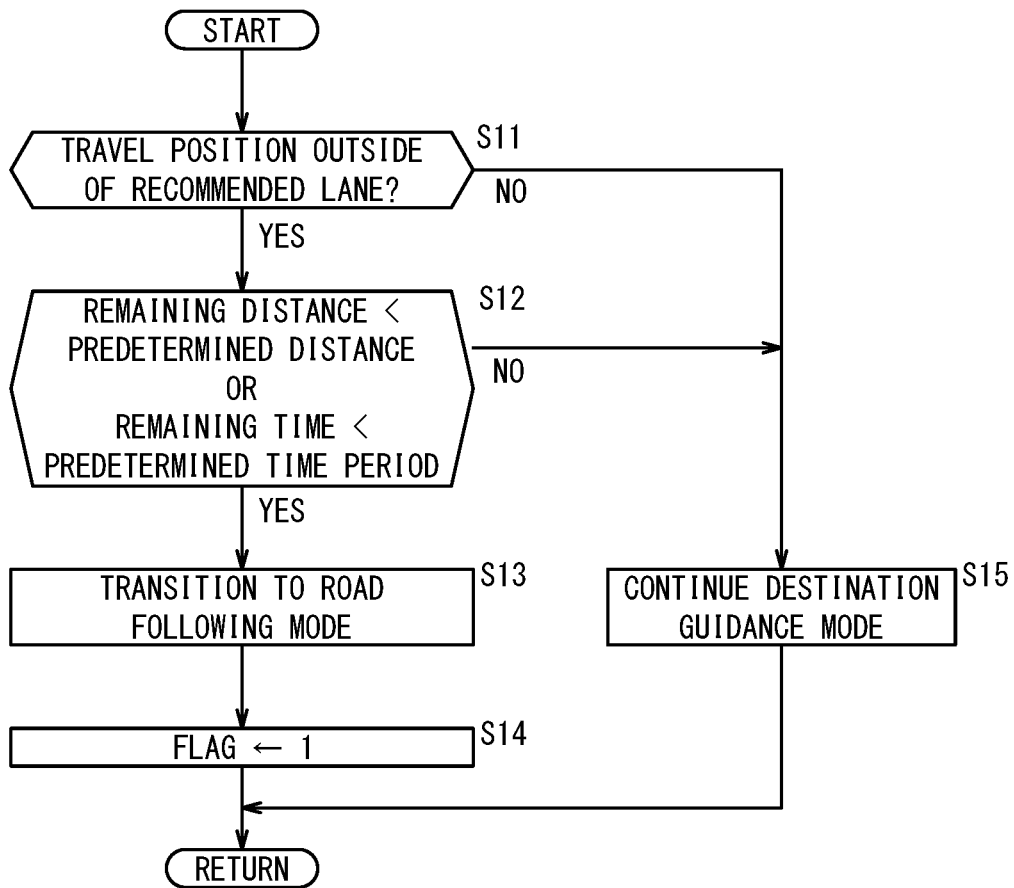 START
TRAVEL POSITION OUTSIDE
OF RECOMMENDED LANE?
S11
NO
YES
REMAINING DISTANCE <
PREDETERMINED DISTANCE
OR
REMAINING TIME <
PREDETERMINED TIME PERIOD
S12
NO
YES
TRANSITION TO ROAD
FOLLOWING MODE
S13
CONTINUE DESTINATION
GUIDANCE MODE
S15
FLAG ← 1
S14
RETURN